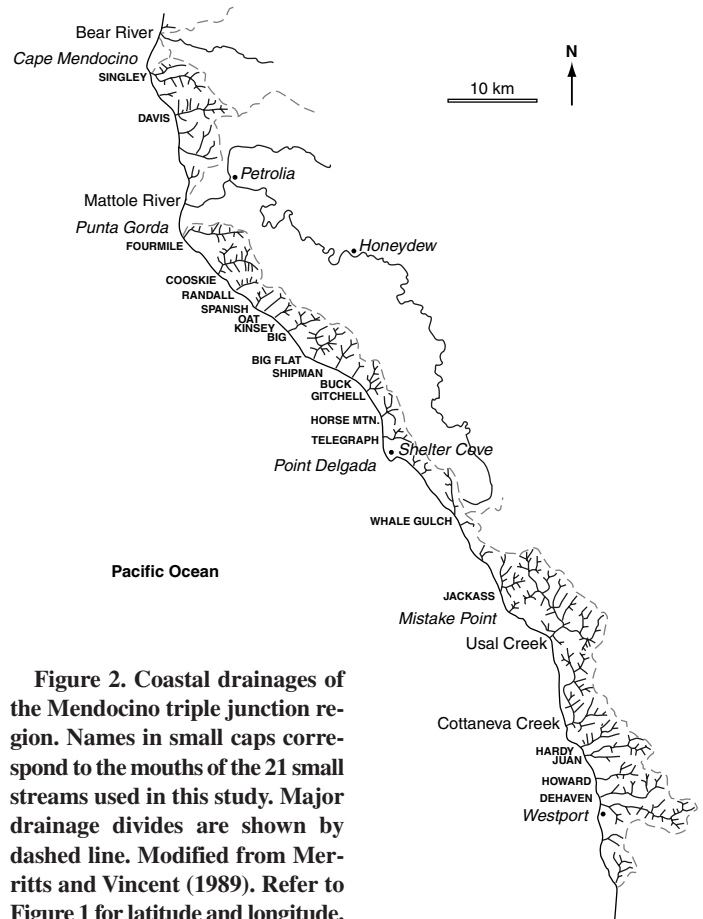 Bear River
Cape Mendocino
SINGLEY
N
10 km
DAVIS
Petrolia
Mattole River
Punta Gorda
FOURMILE
Honeydew
COOSKIE
RANDALL
SPANISH
OAT
KINSEY
BIG
BIG FLAT
SHIPMAN
BUCK
GITCHELL
HORSE MTN.
TELEGRAPH
Shelter Cove
Point Delgada
WHALE GULCH
Pacific Ocean
JACKASS
Mistake Point
Usal Creek
Cottaneva Creek
HARDY
JUAN
HOWARD
DEHAVEN
Westport
Figure 2. Coastal drainages of
the Mendocino triple junction re-
gion. Names in small caps corre-
spond to the mouths of the 21 small
streams used in this study. Major
drainage divides are shown by
dashed line. Modified from Mer-
ritts and Vincent (1989). Refer to
Figure 1 for latitude and longitude.